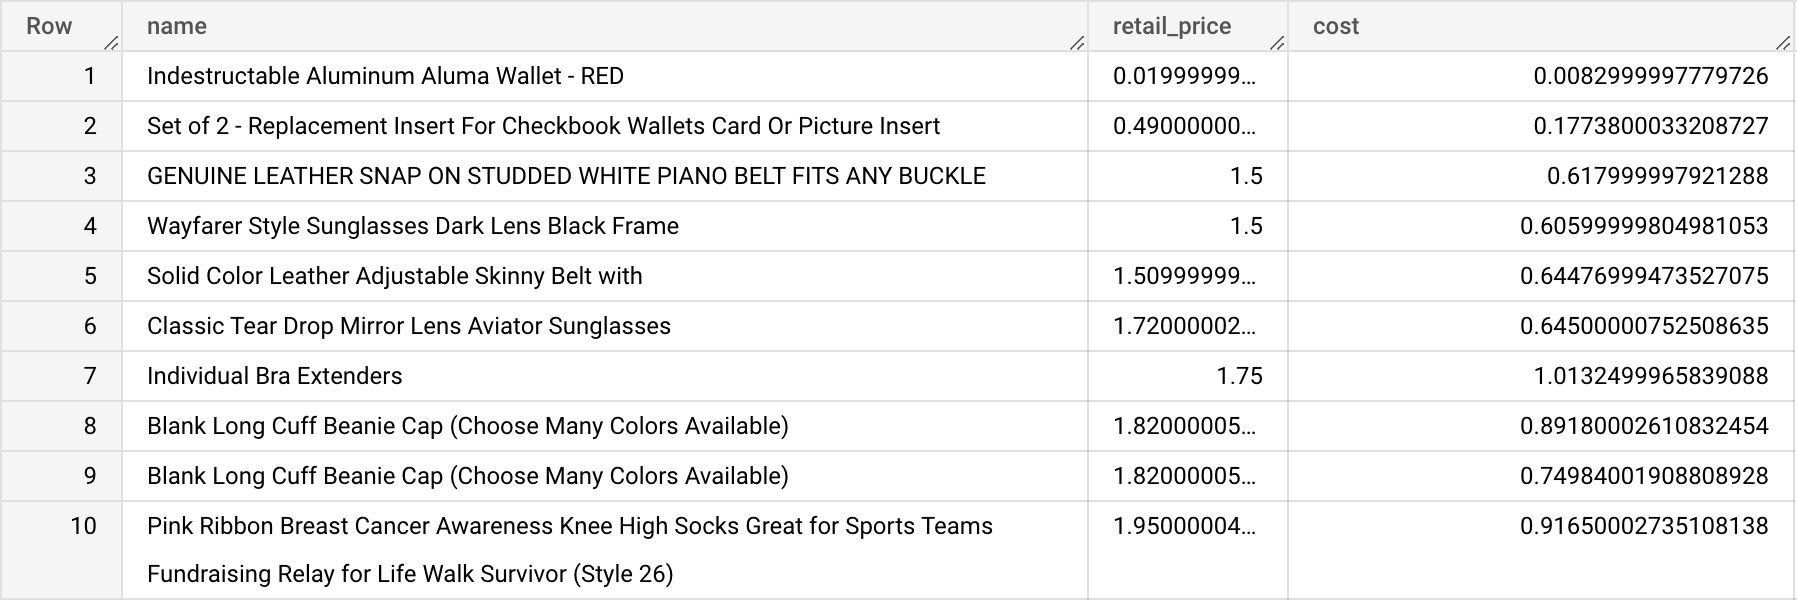 Row name retail_price cost
1 Indestructable Aluminum Aluma Wallet - RED 0.01999999... 0.0082999997779726
2 Set of 2 - Replacement Insert For Checkbook Wallets Card Or Picture Insert 0.49000000... 0.1773800033208727
3 GENUINE LEATHER SNAP ON STUDDED WHITE PIANO BELT FITS ANY BUCKLE 1.5 0.617999997921288
4 Wayfarer Style Sunglasses Dark Lens Black Frame 1.5 0.60599999804981053
5 Solid Color Leather Adjustable Skinny Belt with 1.50999999... 0.64476999473527075
6 Classic Tear Drop Mirror Lens Aviator Sunglasses 1.72000002... 0.64500000752508635
7 Individual Bra Extenders 1.75 1.0132499965839088
8 Blank Long Cuff Beanie Cap (Choose Many Colors Available) 1.82000005... 0.89180002610832454
9 Blank Long Cuff Beanie Cap (Choose Many Colors Available) 1.82000005... 0.74984001908808928
10 Pink Ribbon Breast Cancer Awareness Knee High Socks Great for Sports Teams 1.95000004... 0.91650002735108138
Fundraising Relay for Life Walk Survivor (Style 26)